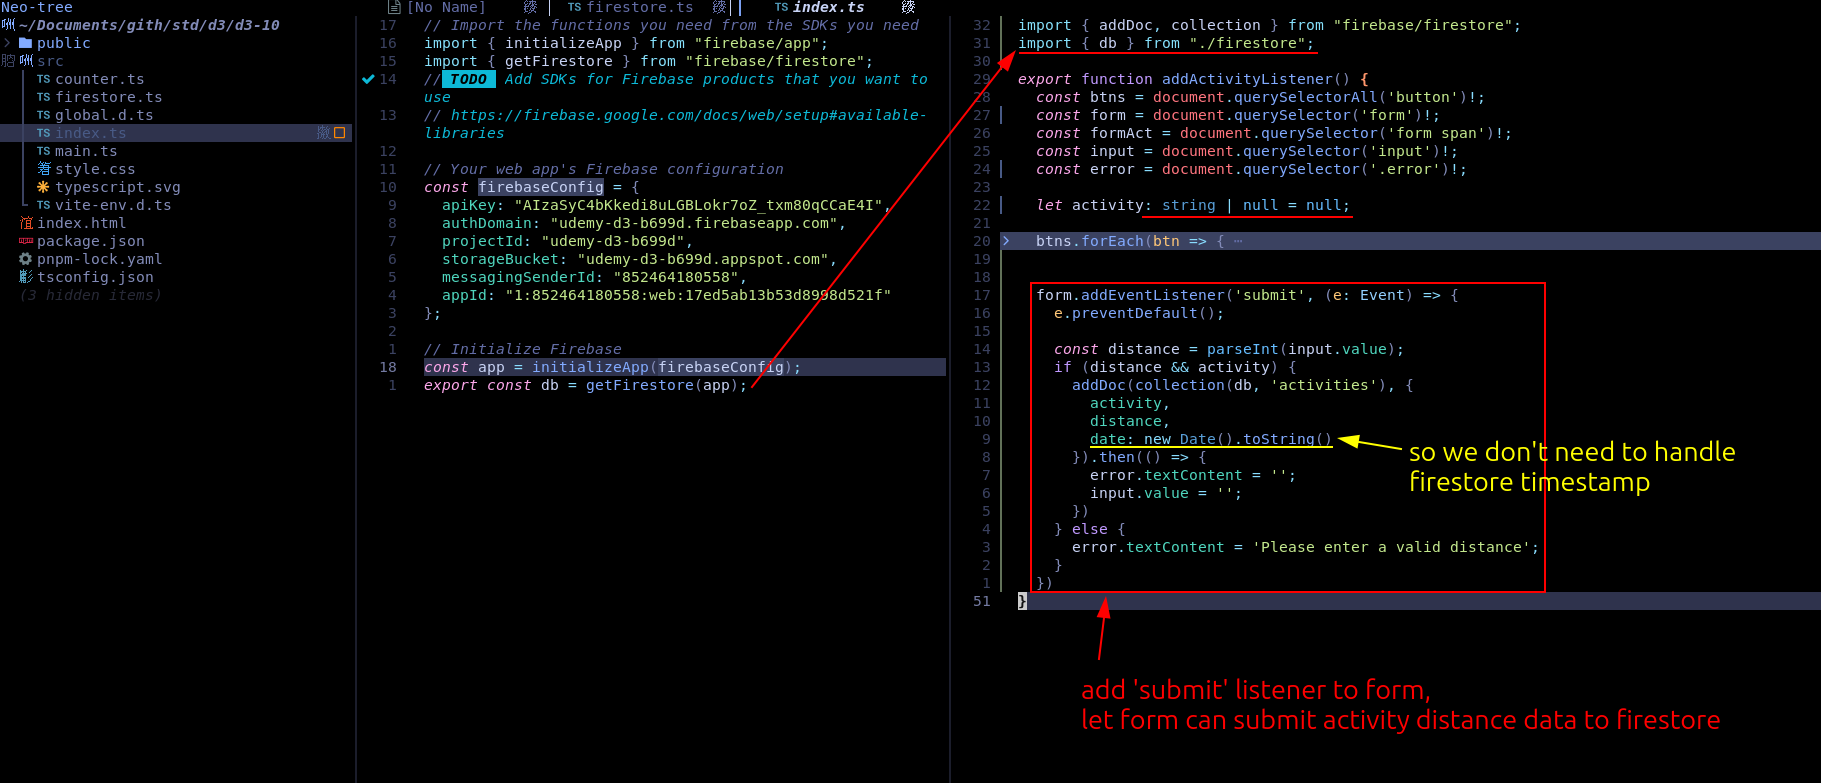 Neo-tree
~/Documents/gith/std/d3/d3-10
public
src
TS counter.ts
TS firestore.ts
TS global.d.ts
TS index.ts
TS main.ts
style.css
typescript.svg
TS vite-env.d.ts
index.html
package.json
pnpm-lock.yaml
tsconfig.json
(3 hidden items)
[No Name]
TS firestore.ts
TS index.ts
17 // Import the functions you need from the SDKs you need
16 import { initializeApp } from "firebase/app";
15 import { getFirestore } from "firebase/firestore";
14 // TODO Add SDKs for Firebase products that you want to
use
13 // https://firebase.google.com/docs/web/setup#available-
libraries
12
11 // Your web app's Firebase configuration
10 const firebaseConfig = {
9 apiKey: "AIzaSyC4bKkedi8uLGBLokr7oZ_txm80qCCaE4I",
8 authDomain: "udemy-d3-b699d.firebaseapp.com",
7 projectId: "udemy-d3-b699d",
6 storageBucket: "udemy-d3-b699d.appspot.com",
5 messagingSenderId: "852464180558",
4 appId: "1:852464180558:web:17ed5ab13b53d8998d521f"
3 };
2
1 // Initialize Firebase
18 const app = initializeApp(firebaseConfig);
1 export const db = getFirestore(app);
32 import { addDoc, collection } from "firebase/firestore";
31 import { db } from "./firestore";
30
29 export function addActivityListener() {
28 const btns = document.querySelectorAll('button')!;
27 const form = document.querySelector('form')!;
26 const formAct = document.querySelector('form span')!;
25 const input = document.querySelector('input')!;
24 const error = document.querySelector('.error')!;
23
22 let activity: string | null = null;
21
20 btns.forEach(btn => { ⋯
19
18
17 form.addEventListener('submit', (e: Event) => {
16 e.preventDefault();
15
14 const distance = parseInt(input.value);
13 if (distance && activity) {
12 addDoc(collection(db, 'activities'), {
11 activity,
10 distance,
9 date: new Date().toString()
8 }).then(() => {
7 error.textContent = '';
6 input.value = '';
5 })
4 } else {
3 error.textContent = 'Please enter a valid distance';
2 }
1 })
51 }
so we don't need to handle
firestore timestamp
add 'submit' listener to form,
let form can submit activity distance data to firestore